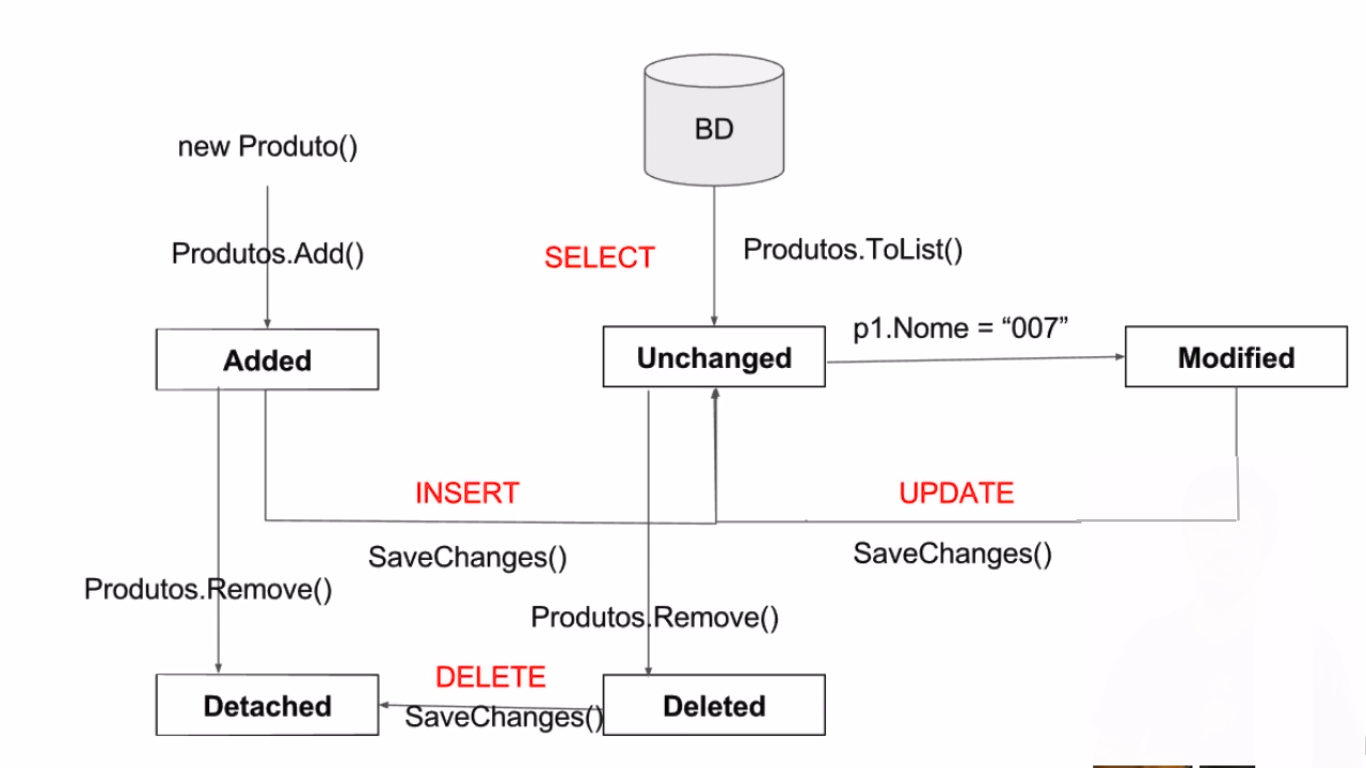 BD
new Produto()
Produtos.Add()
SELECT
Produtos.ToList()
p1.Nome = “007”
Added
Unchanged
Modified
INSERT
UPDATE
SaveChanges()
SaveChanges()
Produtos.Remove()
Produtos.Remove()
DELETE
Detached
SaveChanges()
Deleted